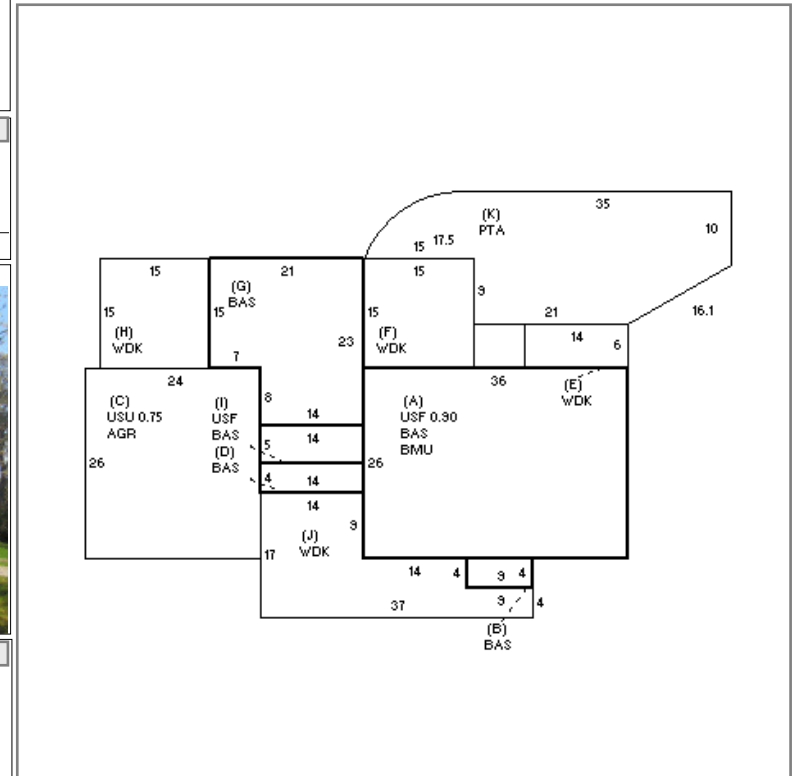 35
(K)
PTA
10
15 17.5
15
21
15
9
(G)
BAS
15
15
15
21
16.1
(H)
WDK
(F)
WDK
23
14
6
7
24
36
(E)
WDK
(C)
USU 0.75
AGR
(I)
USF
BAS
(D)
BAS
8
14
14
5
(A)
USF 0.90
BAS
BMU
26
26
4
14
14
9
(J)
WDK
17
14
4
9
4
37
9
4
(B)
BAS